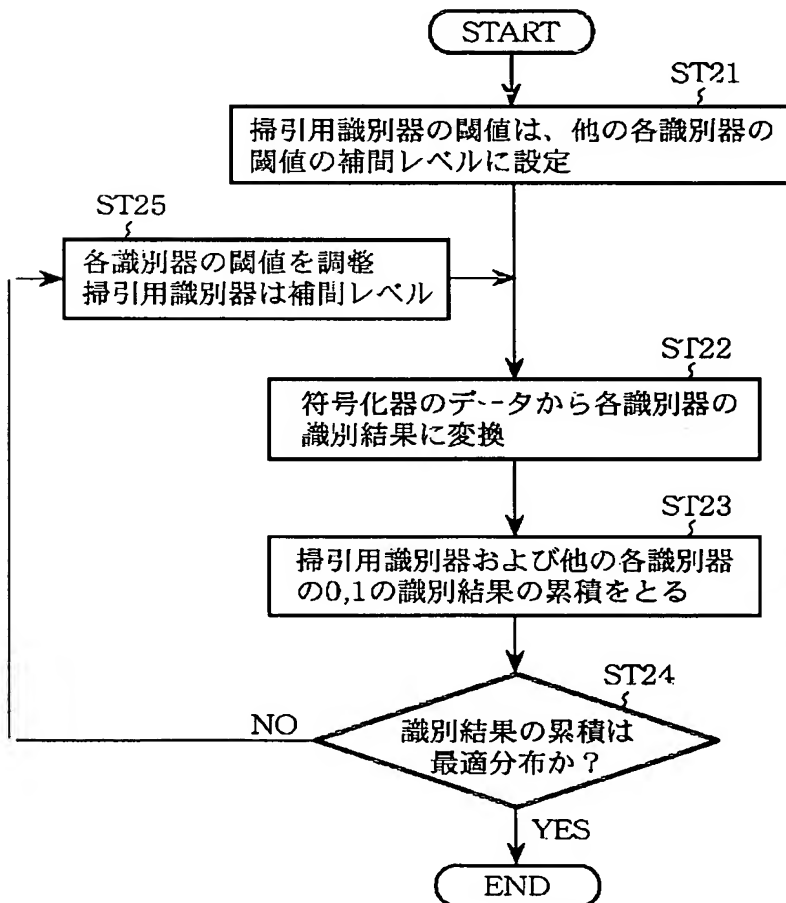 START
ST21
掃引用識別器の閾値は、他の各識別器の
閾値の補間レベルに設定
ST25
各識別器の閾値を調整
掃引用識別器は補間レベル
ST22
符号化器のデータから各識別器の
識別結果に変換
ST23
掃引用識別器および他の各識別器
の0,1の識別結果の累積をとる
ST24
識別結果の累積は
最適分布か?
NO
YES
END